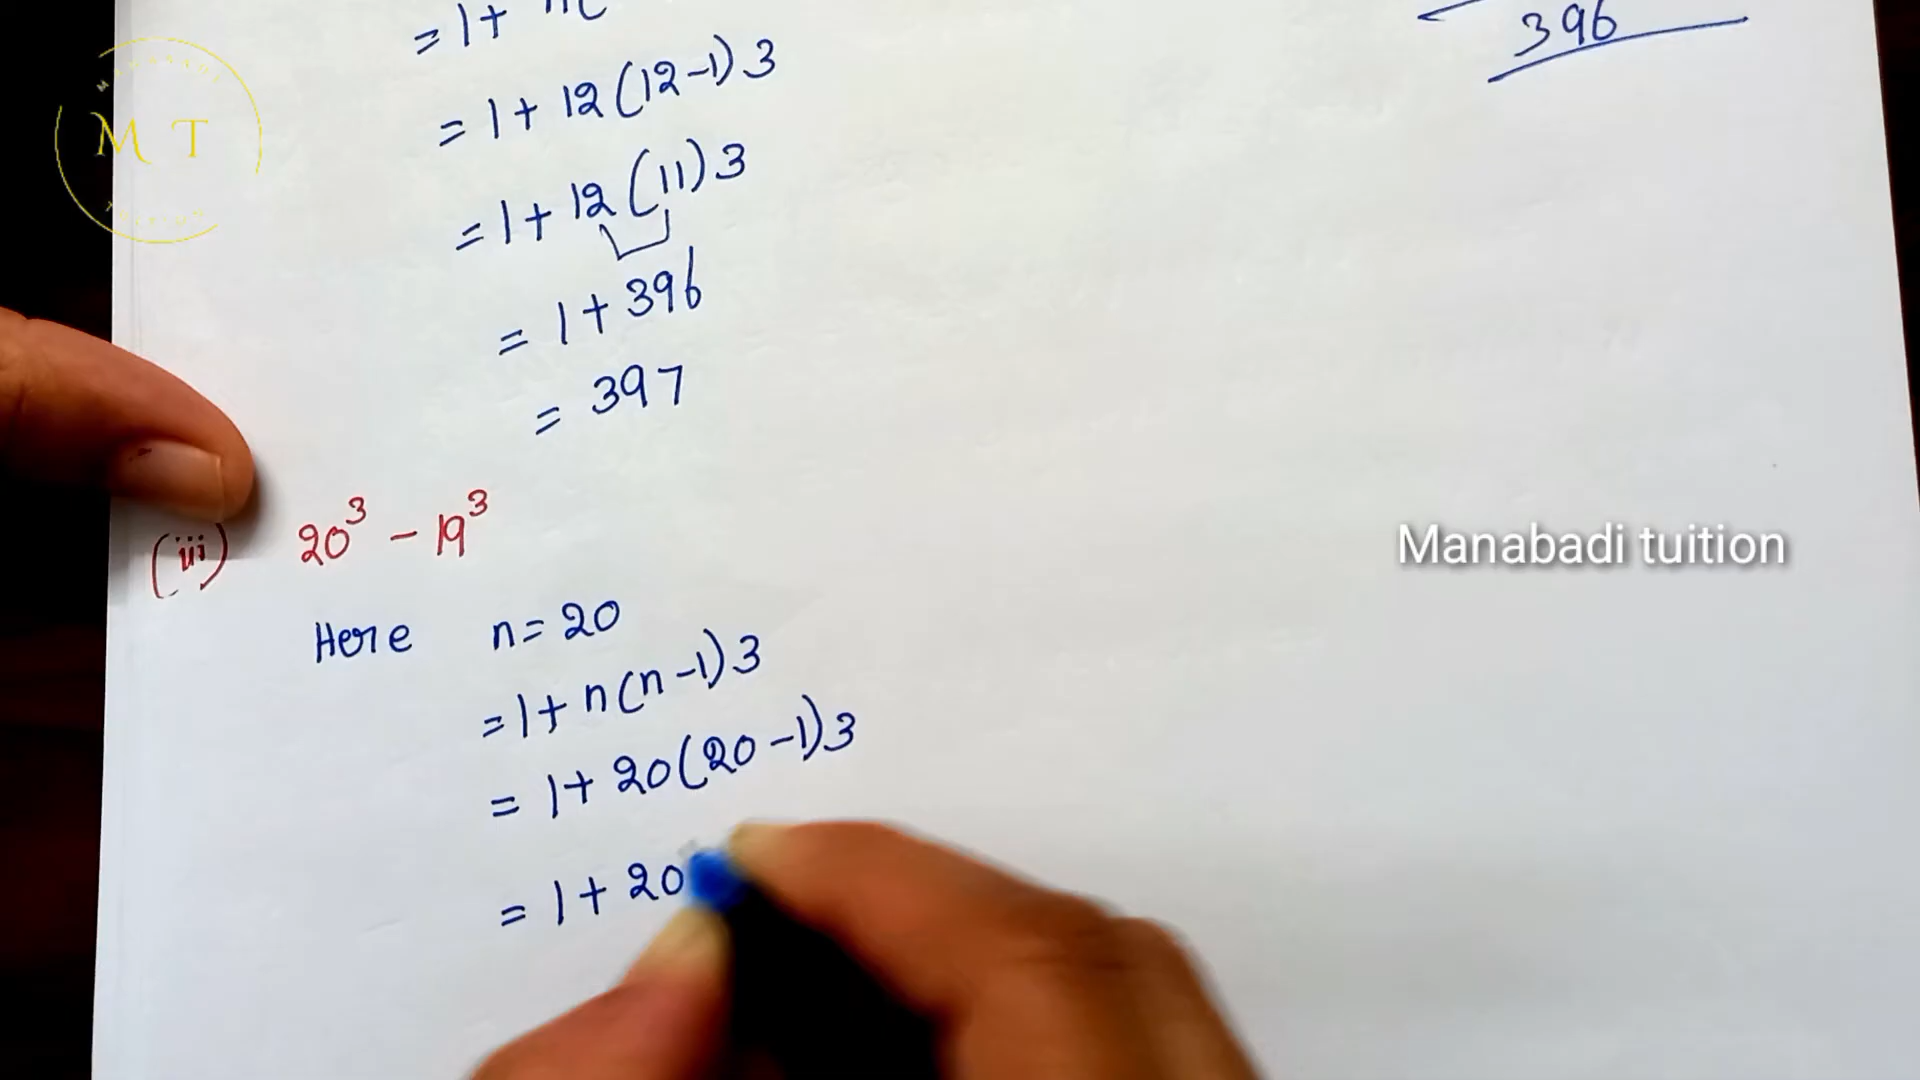 = 1 +
= 1 + 12 (12-1) 3
= 1 + 12 (11) 3
= 1 + 396
= 397
396
(iii) 20³ - 19³
Here n = 20
= 1 + n (n-1) 3
= 1 + 20 (20-1) 3
= 1 + 20
M T
Manabadi tuition